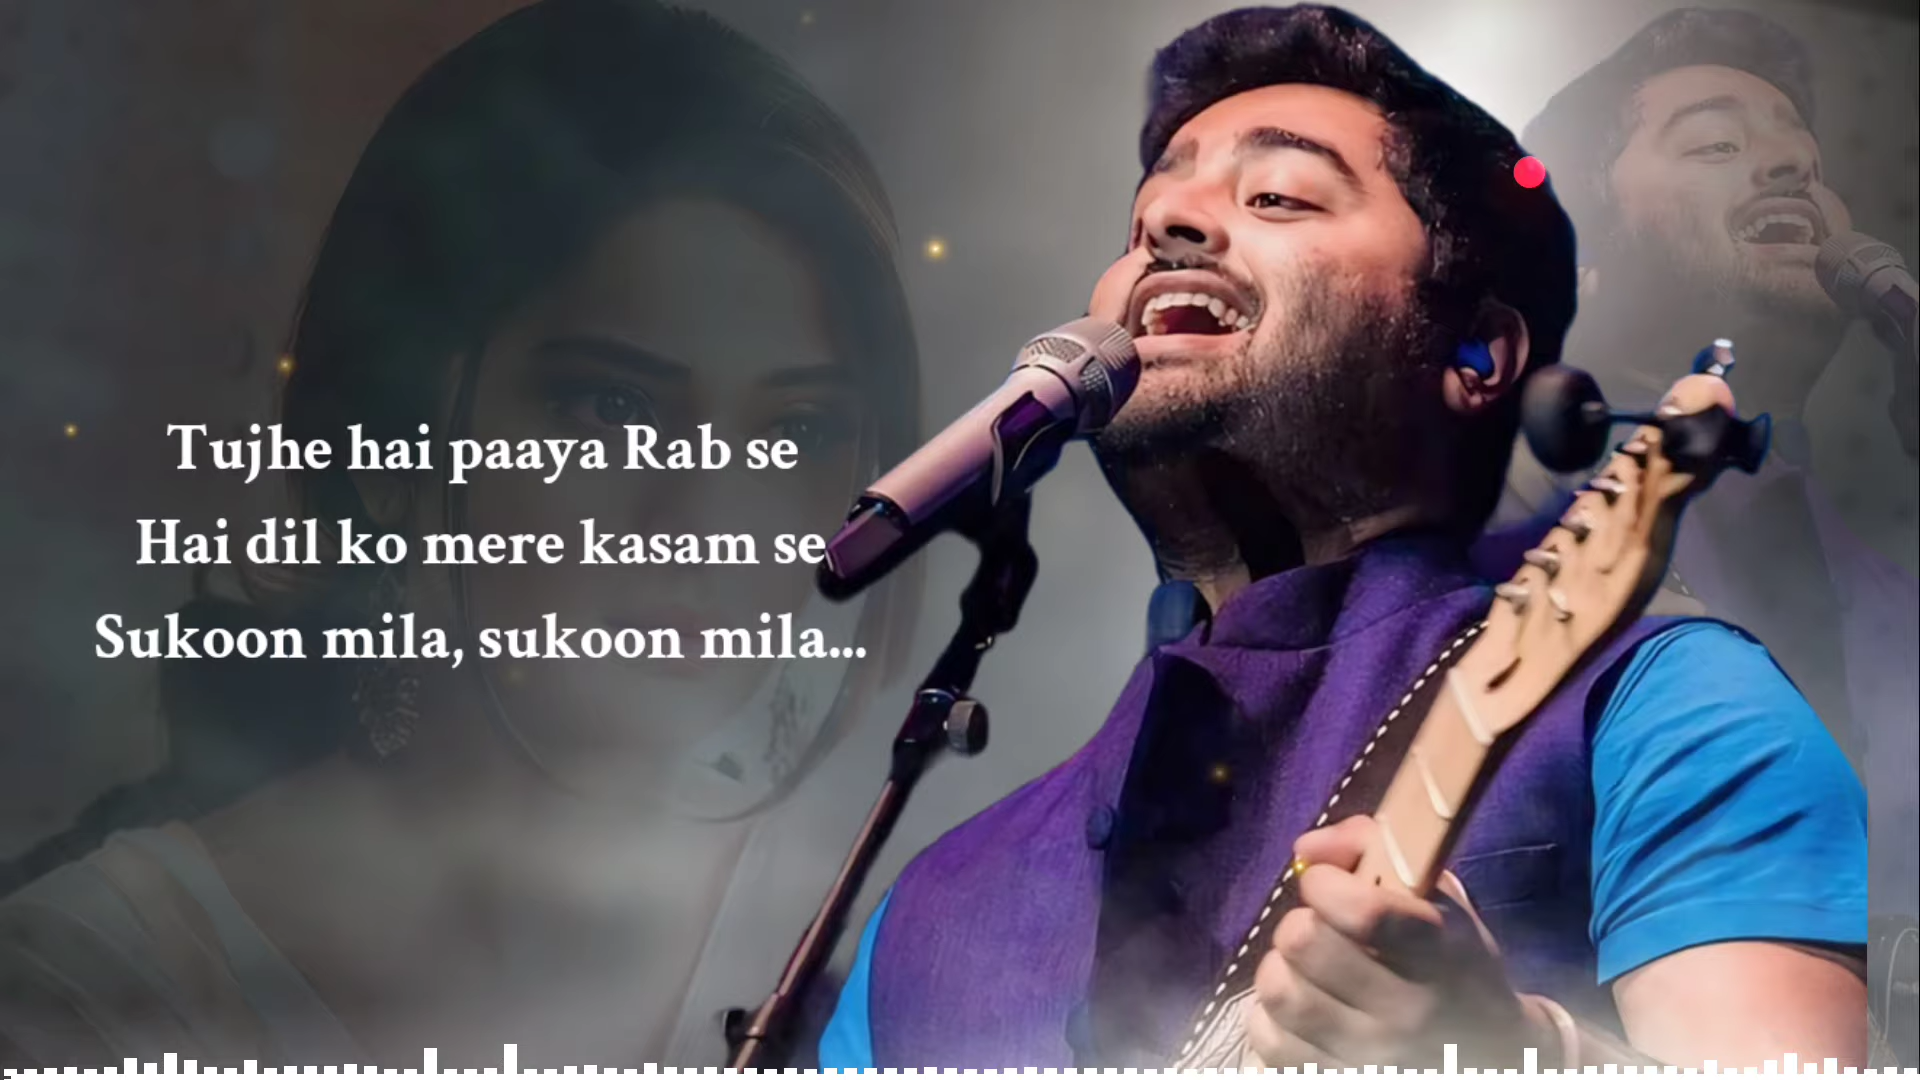 Tujhe hai paaya Rab se
Hai dil ko mere kasam se
Sukoon mila, sukoon mila...